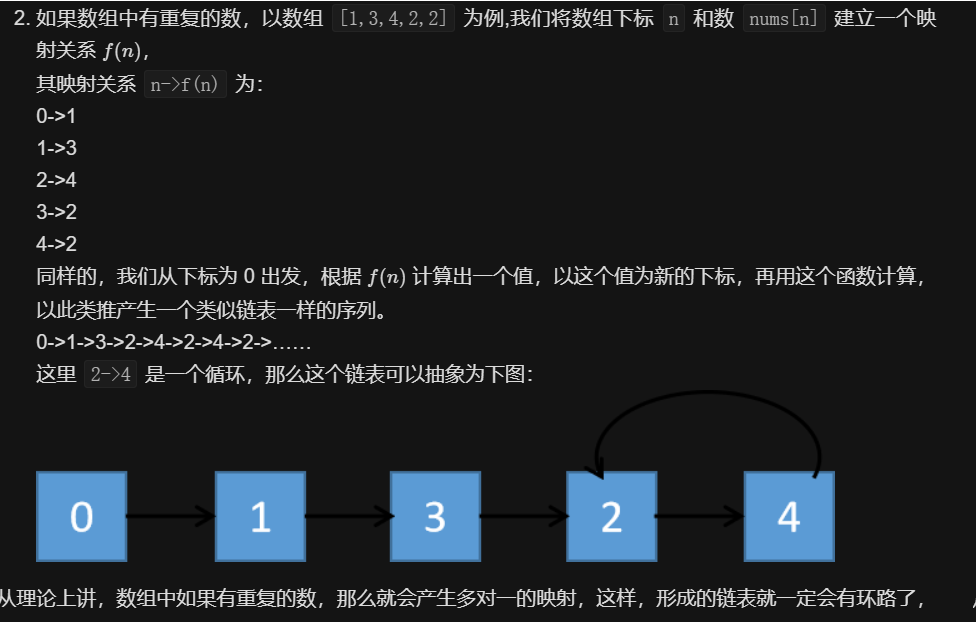 2. 如果数组中有重复的数，以数组 [1,3,4,2,2] 为例,我们将数组下标 n 和数 nums[n] 建立一个映
射关系 f(n)，
其映射关系 n->f(n) 为：
0->1
1->3
2->4
3->2
4->2
同样的，我们从下标为 0 出发，根据 f(n) 计算出一个值，以这个值为新的下标，再用这个函数计算，
以此类推产生一个类似链表一样的序列。
0->1->3->2->4->2->4->2->……
这里 2->4 是一个循环，那么这个链表可以抽象为下图：
0 1 3 2 4
从理论上讲，数组中如果有重复的数，那么就会产生多对一的映射，这样，形成的链表就一定会有环路了，